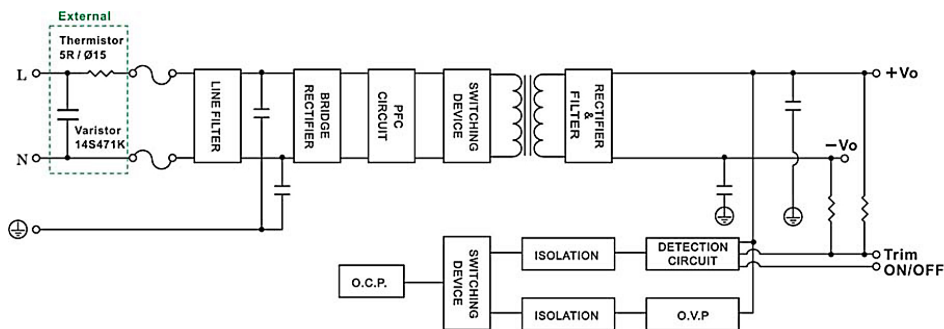 External
Thermistor
5R / Ø15
L
Varistor
14S471K
N
LINE FILTER
BRIDGE
RECTIFIER
PFC
CIRCUIT
SWITCHING
DEVICE
RECTIFIER
&
FILTER
+Vo
−Vo
Trim
ON/OFF
O.C.P.
SWITCHING
DEVICE
ISOLATION
DETECTION
CIRCUIT
ISOLATION
O.V.P